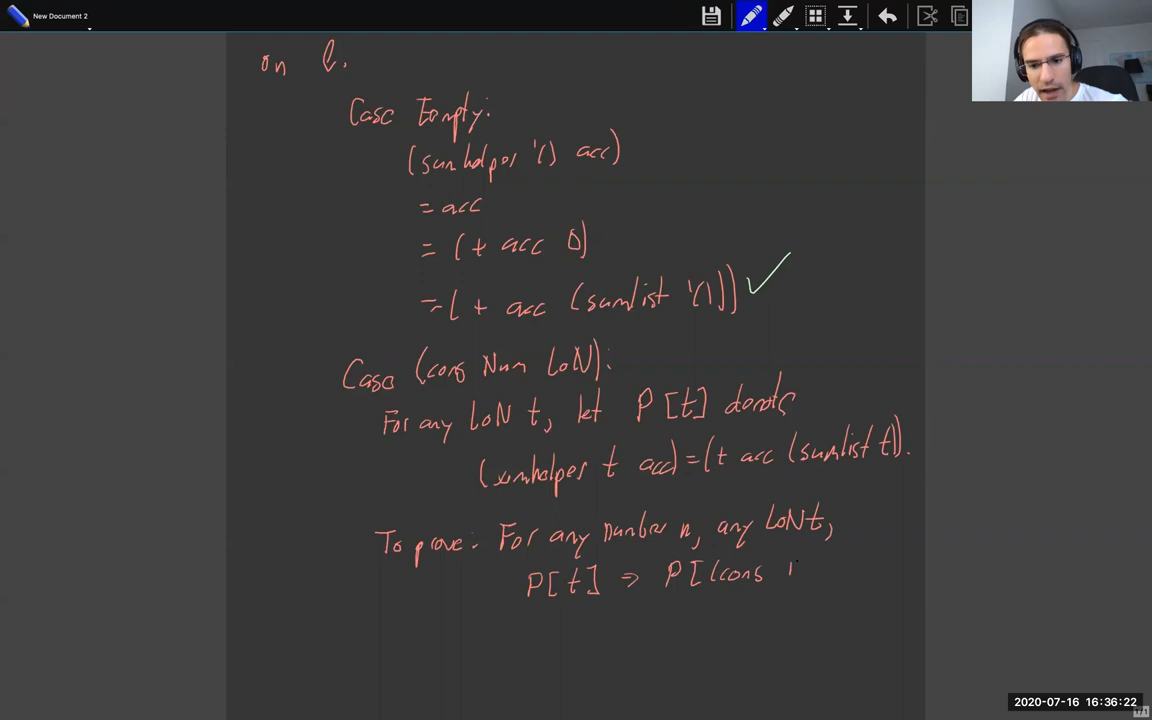 New Document 2
on l.
Case Empty:
(sumhelper '() acc)
= acc
= (+ acc 0)
= (+ acc (sumlist '()))
Case (cons Num LoN):
For any LoN t, let P[t] denote
(sumhelper t acc) = (+ acc (sumlist t)).
To prove: For any number n, any LoN t,
P[t] ⇒ P[(cons
2020-07-16 16:36:22